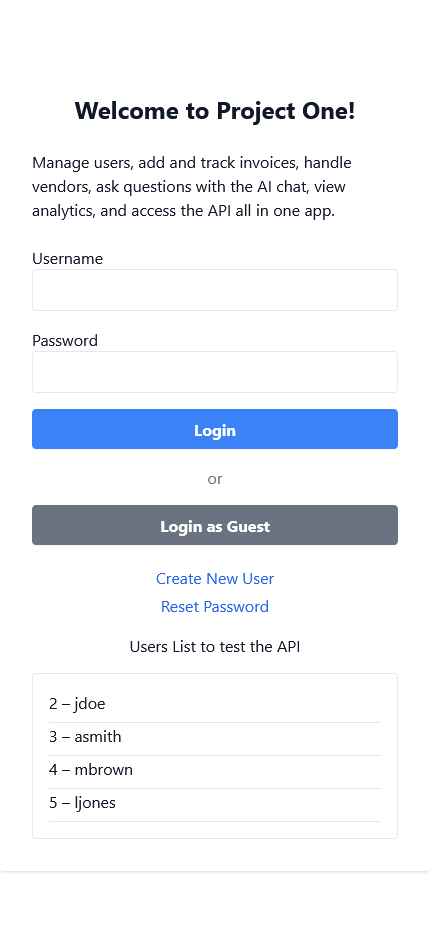 Welcome to Project One!
Manage users, add and track invoices, handle
vendors, ask questions with the AI chat, view
analytics, and access the API all in one app.
Username
Password
Login
or
Login as Guest
Create New User
Reset Password
Users List to test the API
2 – jdoe
3 – asmith
4 – mbrown
5 – ljones